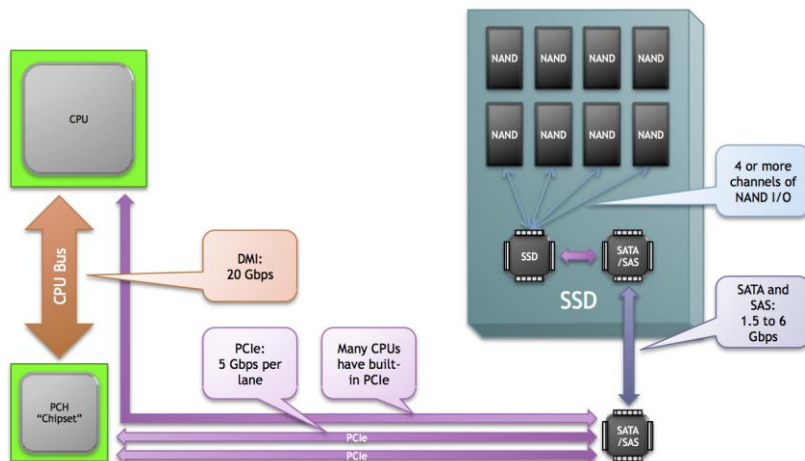 NAND NAND NAND NAND
CPU
NAND NAND NAND NAND
4 or more
channels of
NAND I/O
CPU Bus
DMI:
20 Gbps
SSD
SATA
/SAS
SSD
SATA and
SAS:
1.5 to 6
Gbps
PCIe:
5 Gbps per
lane
Many CPUs
have built-
in PCIe
PCH
"Chipset"
PCIe
PCIe
SATA
/SAS